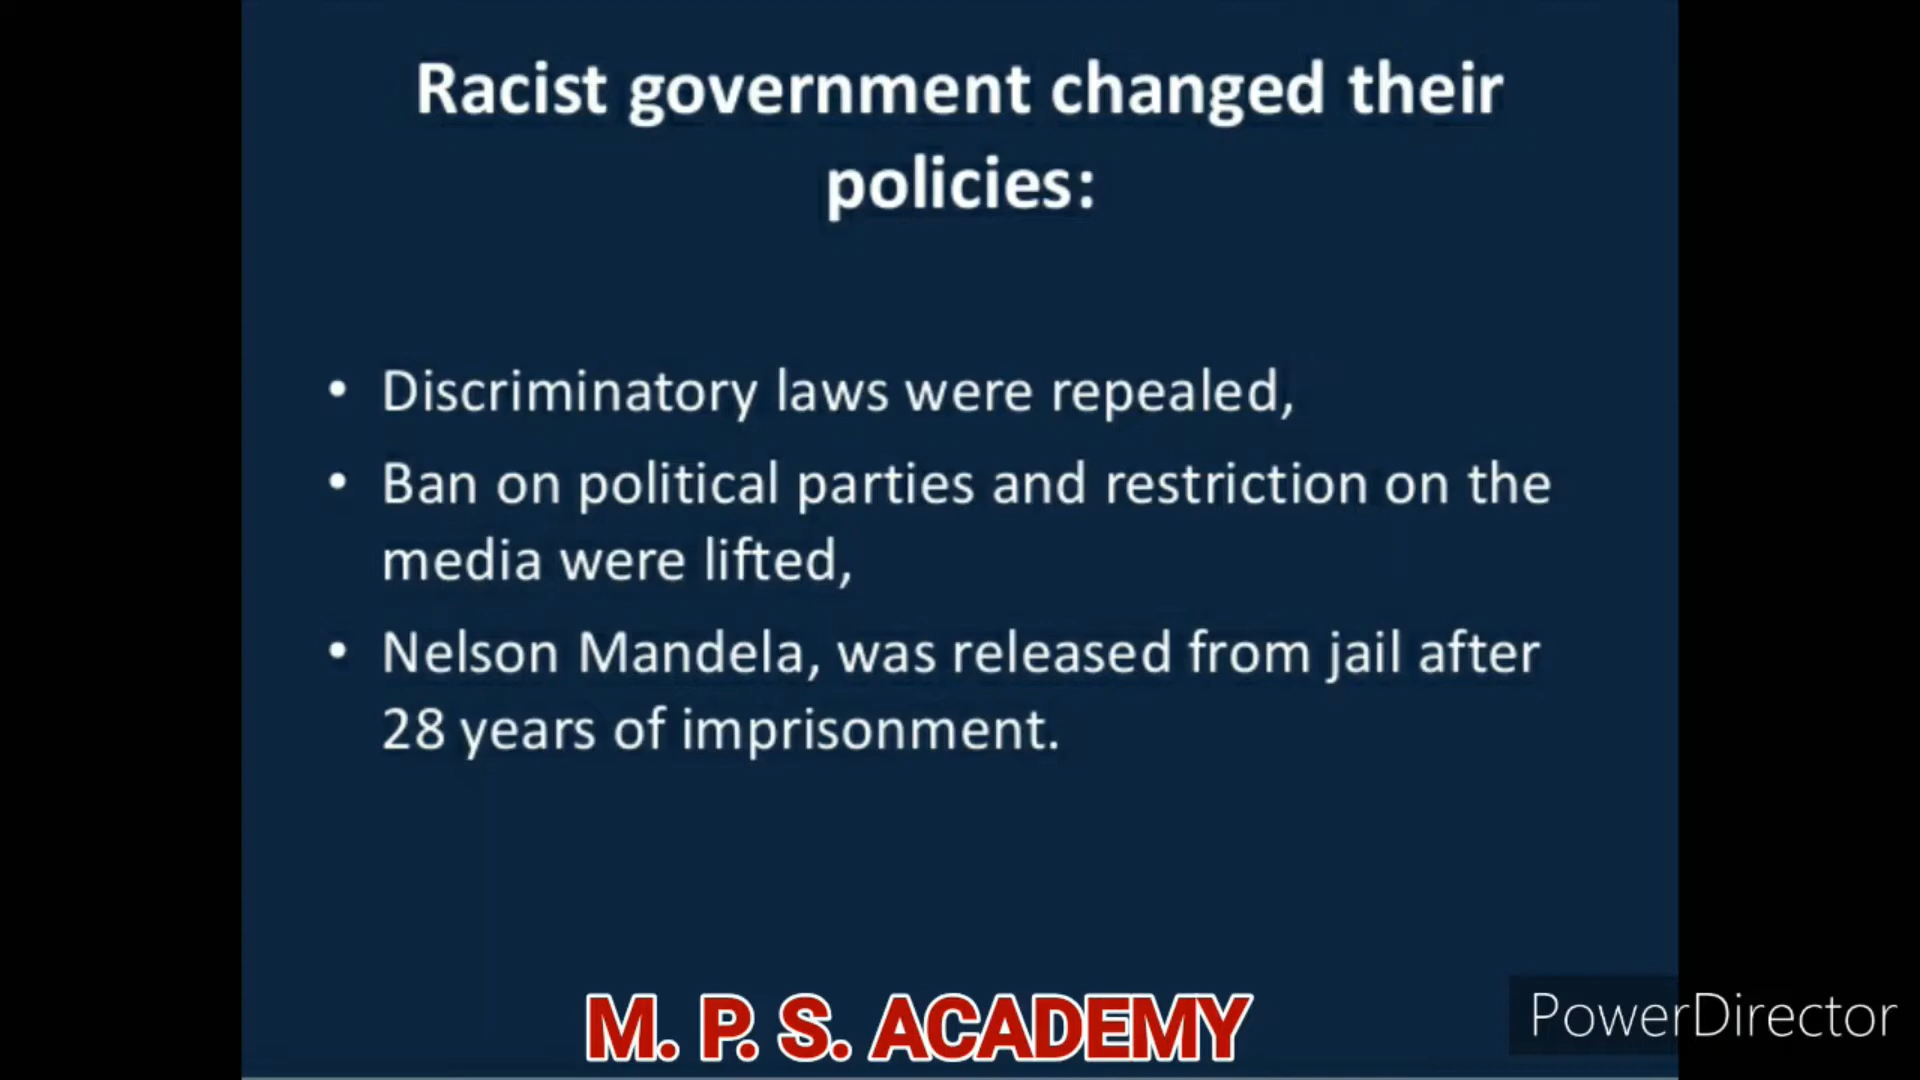 Racist government changed their
policies:
• Discriminatory laws were repealed,
• Ban on political parties and restriction on the
media were lifted,
• Nelson Mandela, was released from jail after
28 years of imprisonment.
M. P. S. ACADEMY
PowerDirector